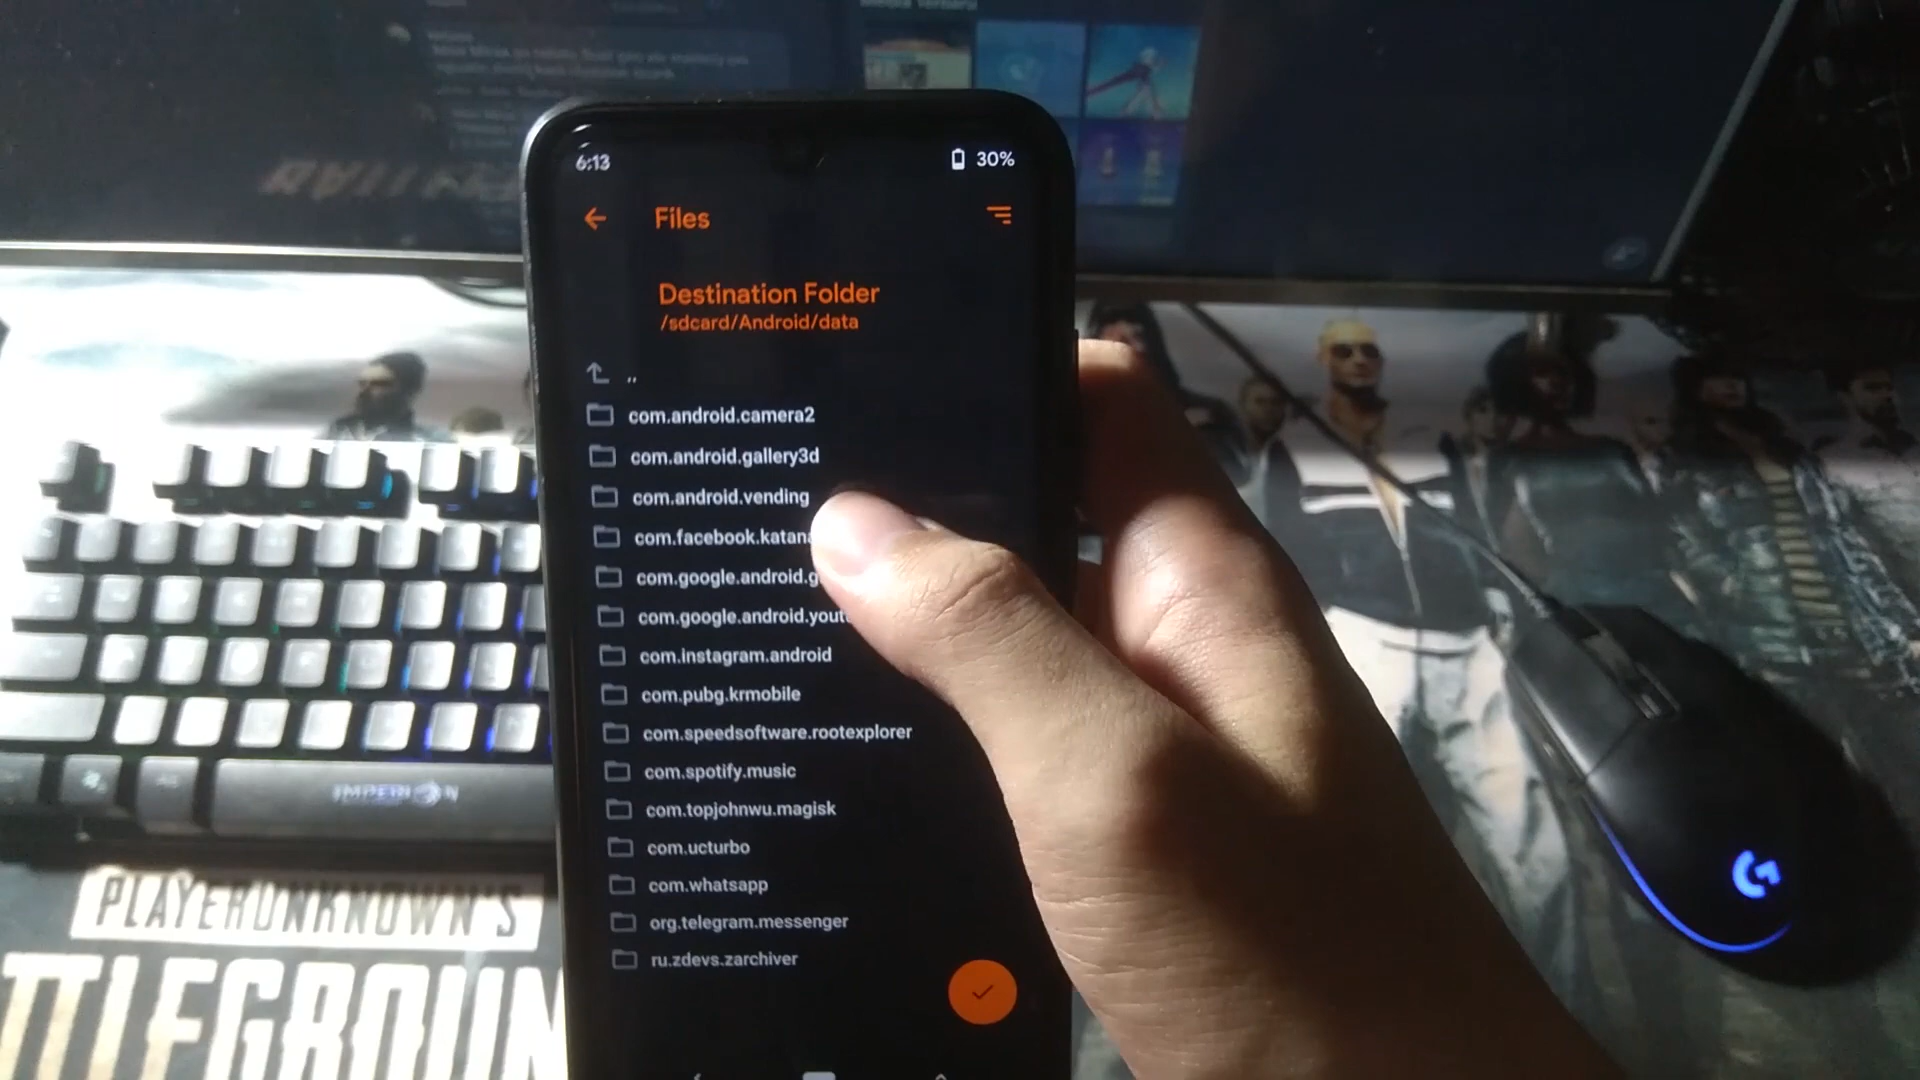 6:13
30%
Files
Destination Folder
/sdcard/Android/data
..
com.android.camera2
com.android.gallery3d
com.android.vending
com.facebook.katana
com.google.android.g
com.google.android.yout
com.instagram.android
com.pubg.krmobile
com.speedsoftware.rootexplorer
com.spotify.music
com.topjohnwu.magisk
com.ucturbo
com.whatsapp
org.telegram.messenger
ru.zdevs.zarchiver
IMPERION
PLAYERUNKNOWN'S
TTLEGROUN
G